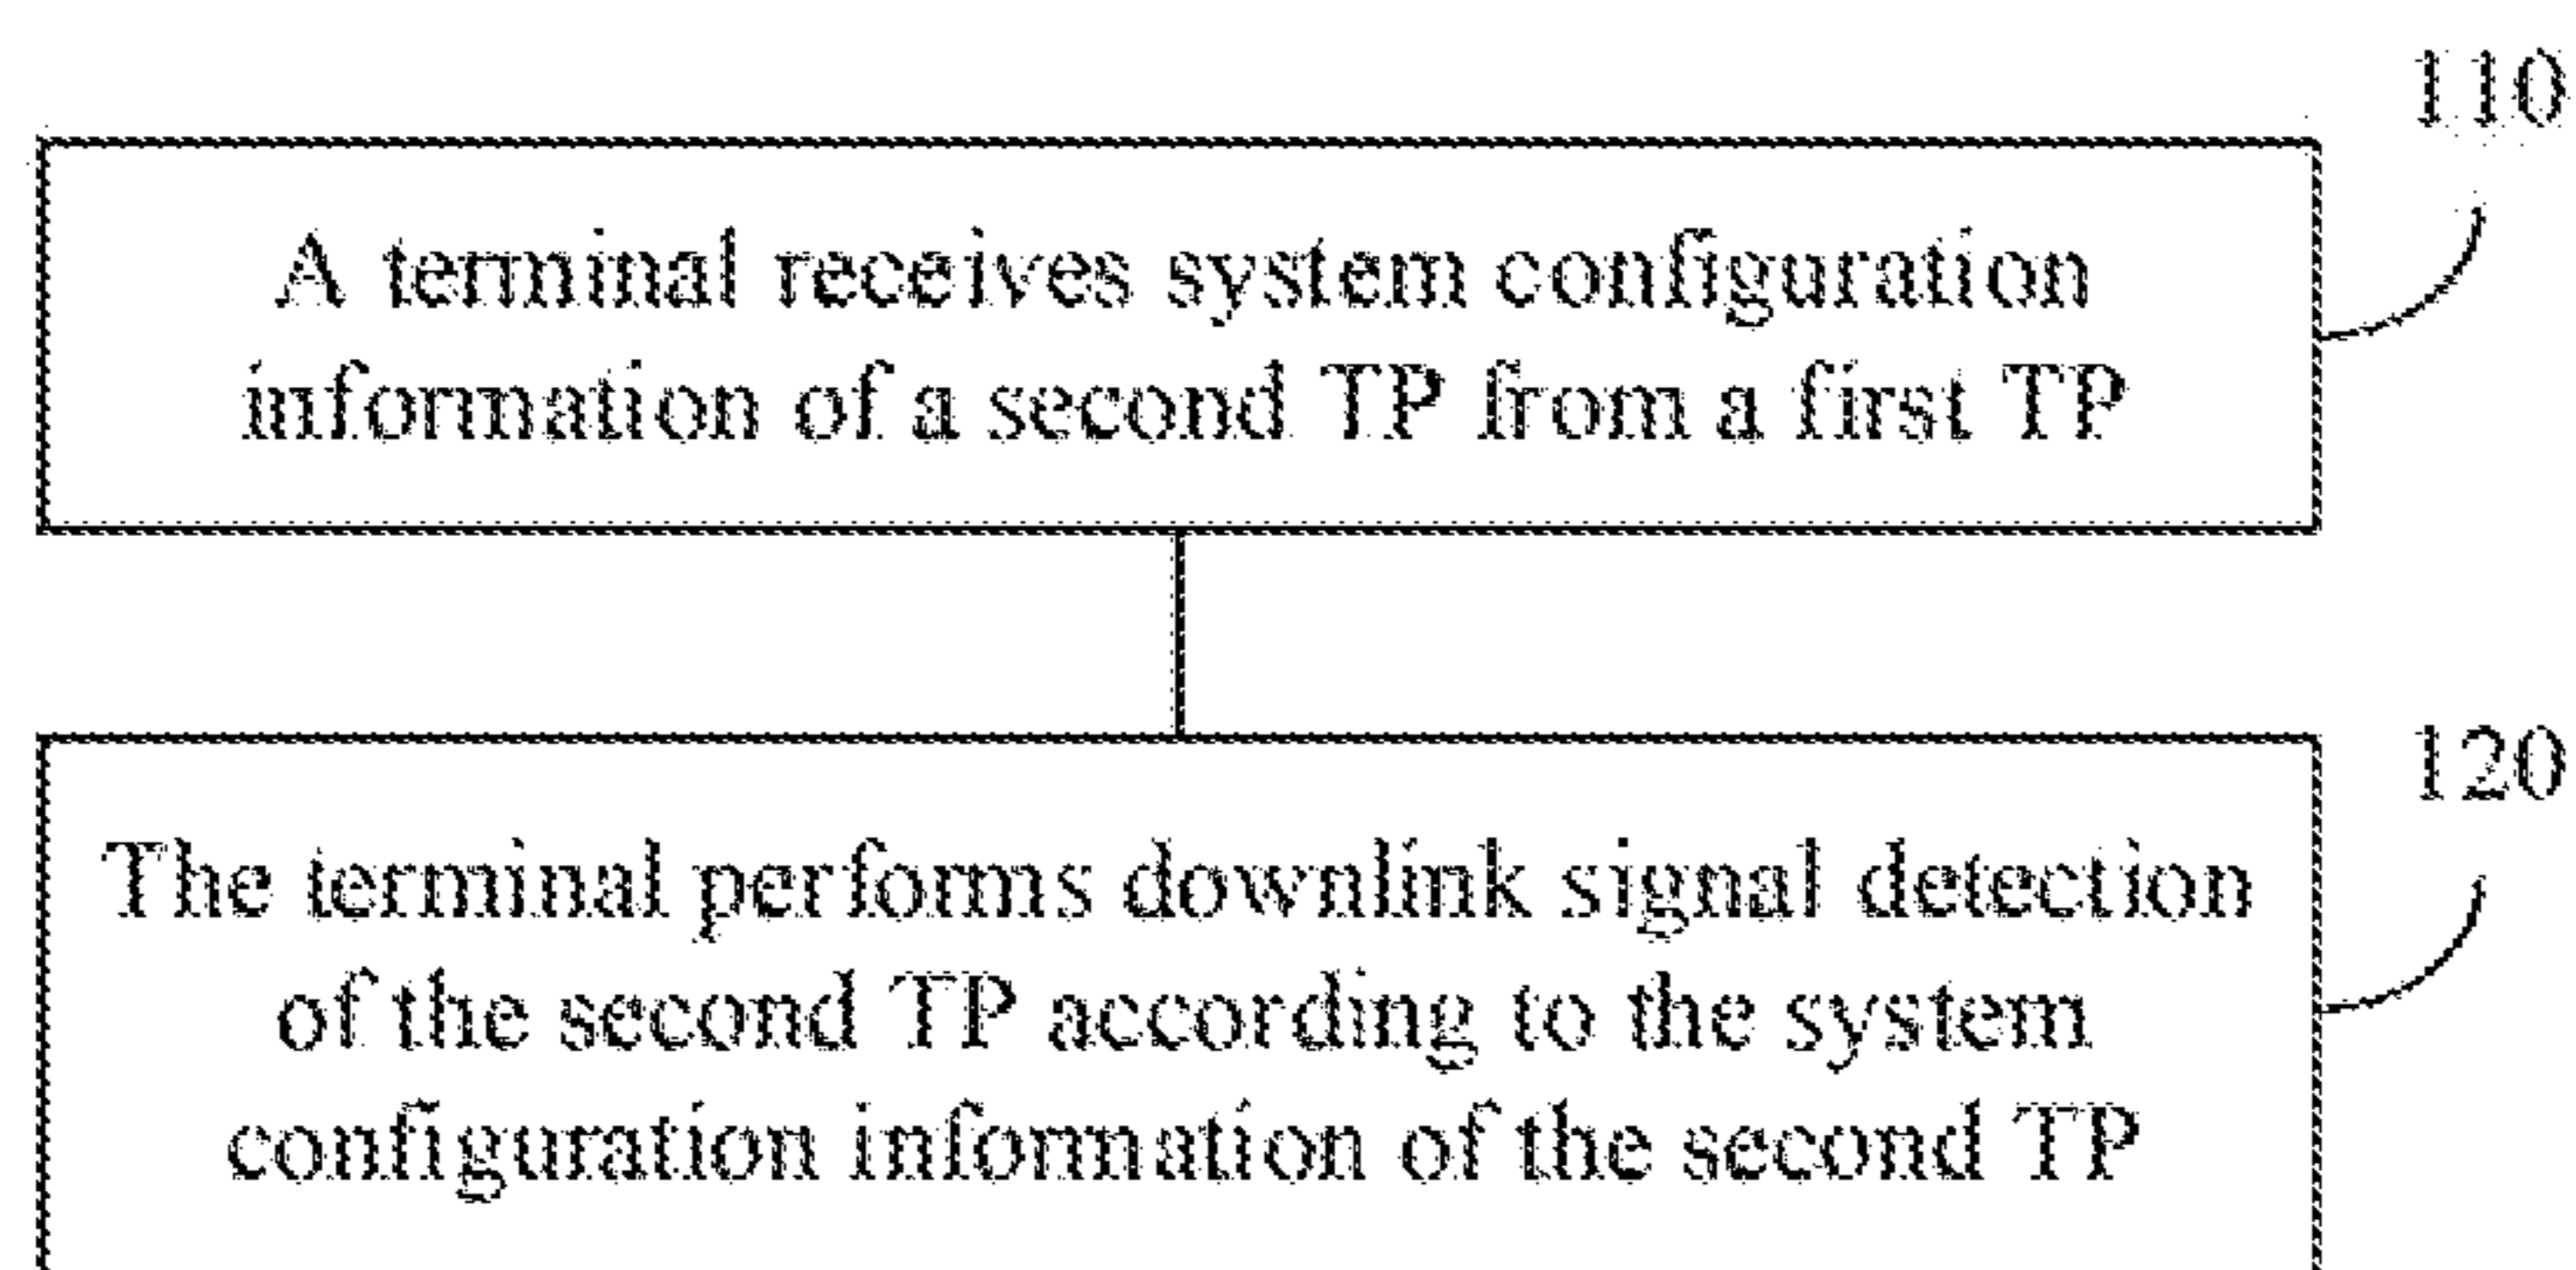 110
A terminal receives system configuration
information of a second TP from a first TP
120
The terminal performs downlink signal detection
of the second TP according to the system
configuration information of the second TP